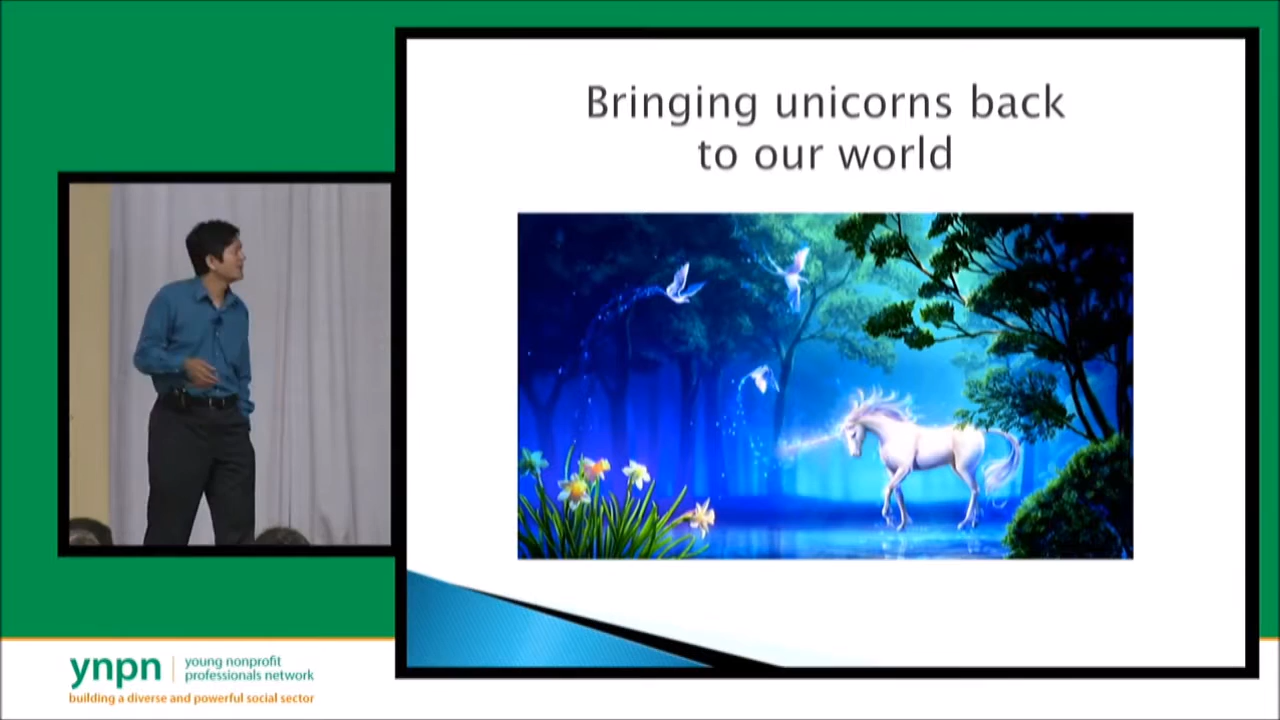 Bringing unicorns back
to our world
ynpn
young nonprofit
professionals network
building a diverse and powerful social sector